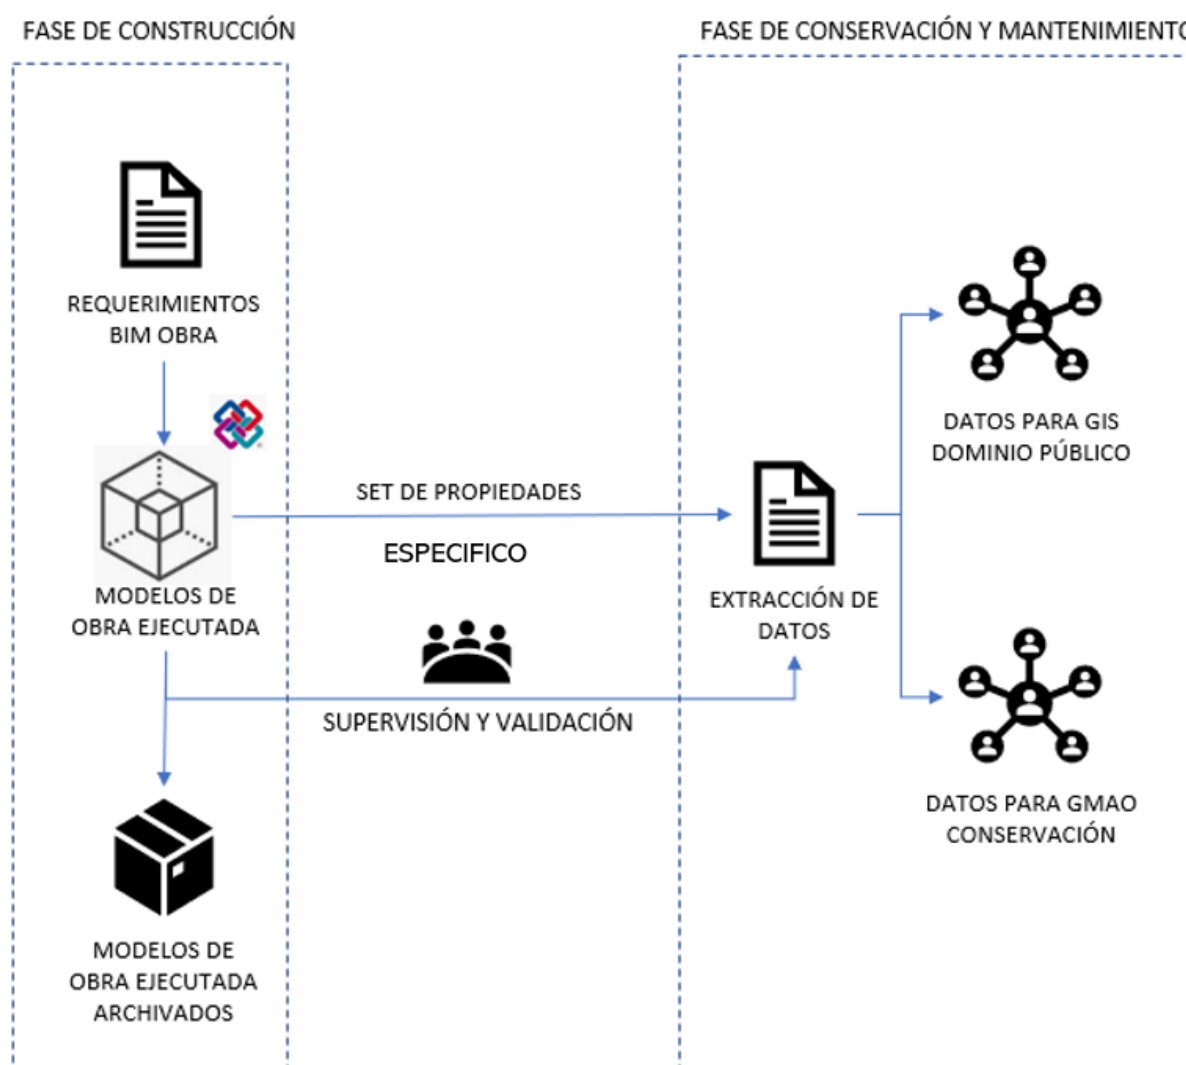 FASE DE CONSTRUCCIÓN
FASE DE CONSERVACIÓN Y MANTENIMIENTO
REQUERIMIENTOS
BIM OBRA
MODELOS DE
OBRA EJECUTADA
SET DE PROPIEDADES
ESPECIFICO
SUPERVISIÓN Y VALIDACIÓN
MODELOS DE
OBRA EJECUTADA
ARCHIVADOS
EXTRACCIÓN DE
DATOS
DATOS PARA GIS
DOMINIO PÚBLICO
DATOS PARA GMAO
CONSERVACIÓN